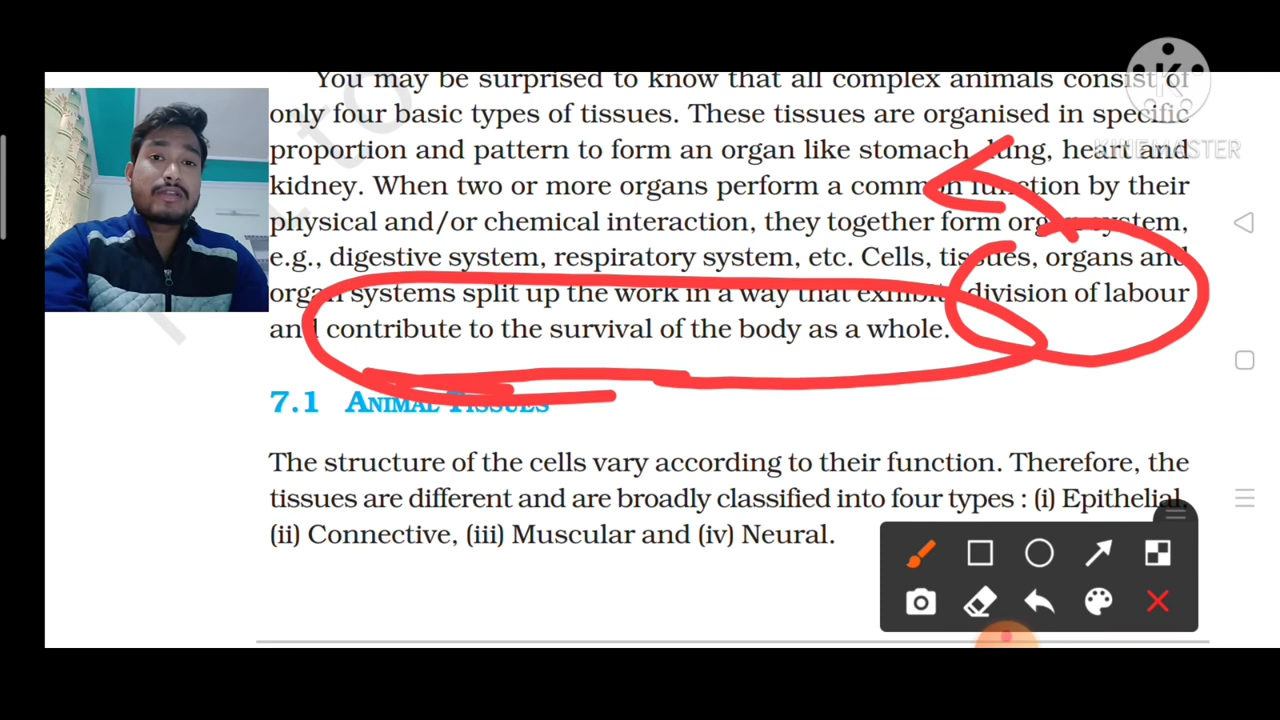 You may be surprised to know that all complex animals consist of
only four basic types of tissues. These tissues are organised in specific
proportion and pattern to form an organ like stomach, lung, heart and
kidney. When two or more organs perform a common function by their
physical and/or chemical interaction, they together form organ system,
e.g., digestive system, respiratory system, etc. Cells, tissues, organs and
organ systems split up the work in a way that exhibits division of labour
and contribute to the survival of the body as a whole.
7.1 ANIMAL TISSUES
The structure of the cells vary according to their function. Therefore, the
tissues are different and are broadly classified into four types : (i) Epithelial,
(ii) Connective, (iii) Muscular and (iv) Neural.
K
KINEMASTER